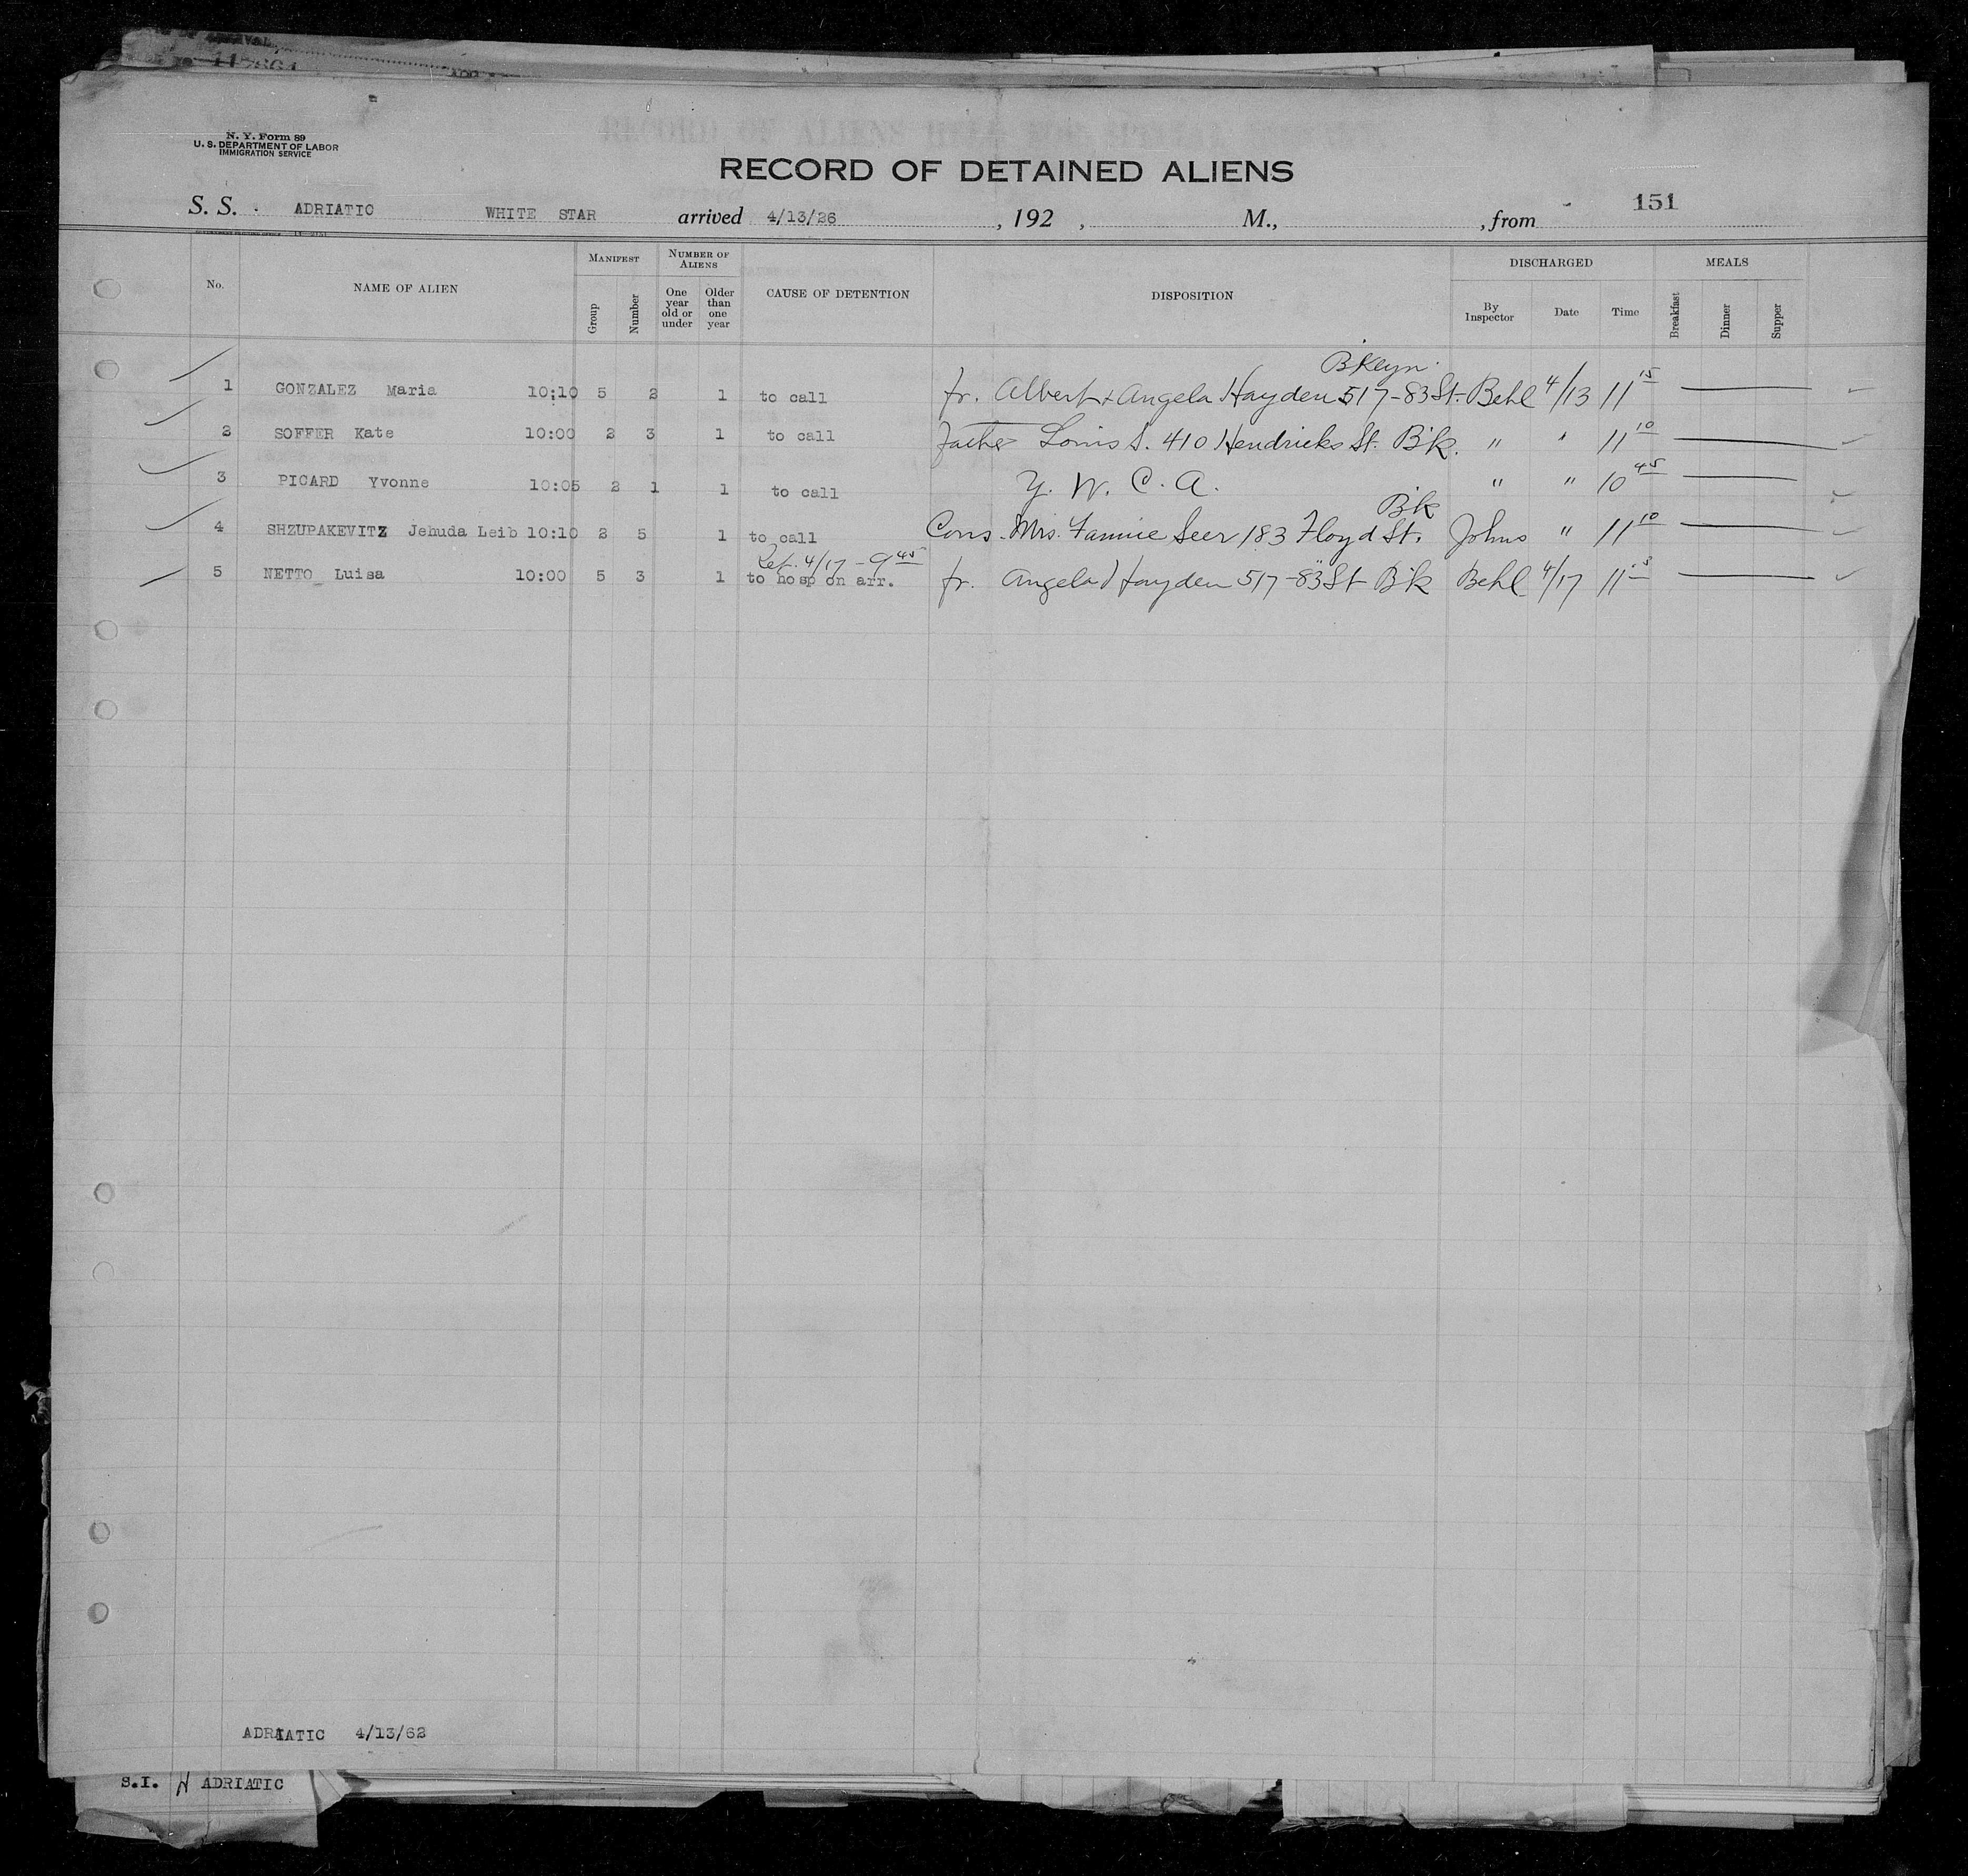 N. Y. Form 89
U. S. DEPARTMENT OF LABOR
IMMIGRATION SERVICE
RECORD OF DETAINED ALIENS
151
S. S. ADRIATIC WHITE STAR arrived 4/13/26 , 192 , M., , from
No. NAME OF ALIEN MANIFEST Group Number NUMBER OF ALIENS One year old or under Older than one year CAUSE OF DETENTION DISPOSITION DISCHARGED By Inspector Date Time MEALS Breakfast Dinner Supper
BKlyn
1 GONZALEZ Maria 10:10 5 2 1 to call fr. Albert + Angela Hayden 517-83 St. Behl 4/13 11 15
2 SOFFER Kate 10:00 2 3 1 to call Father Louis S. 410 Hendricks St. Bk. " " 11 10
3 PICARD Yvonne 10:05 2 1 1 to call Y. W. C. A. " " 10 45
Bk
4 SHZUPAKEVITZ Jehuda Leib 10:10 2 5 1 to call Cons. Mrs. Fannie Seer 183 Floyd St. Johns " 11 10
Ret. 4/17 - 9 45
5 NETTO Luisa 10:00 5 3 1 to hosp on arr. fr. Angela Hayden 517-83 St Bk Behl 4/17 11
ADRIATIC 4/13/62
S.I. ADRIATIC